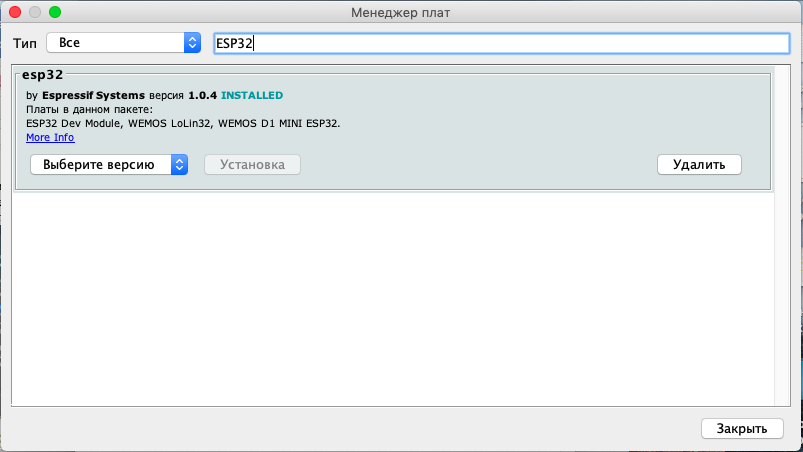 Менеджер плат
Тип Все ESP32
esp32
by Espressif Systems версия 1.0.4 INSTALLED
Платы в данном пакете:
ESP32 Dev Module, WEMOS LoLin32, WEMOS D1 MINI ESP32.
More Info
Выберите версию Установка Удалить
Закрыть